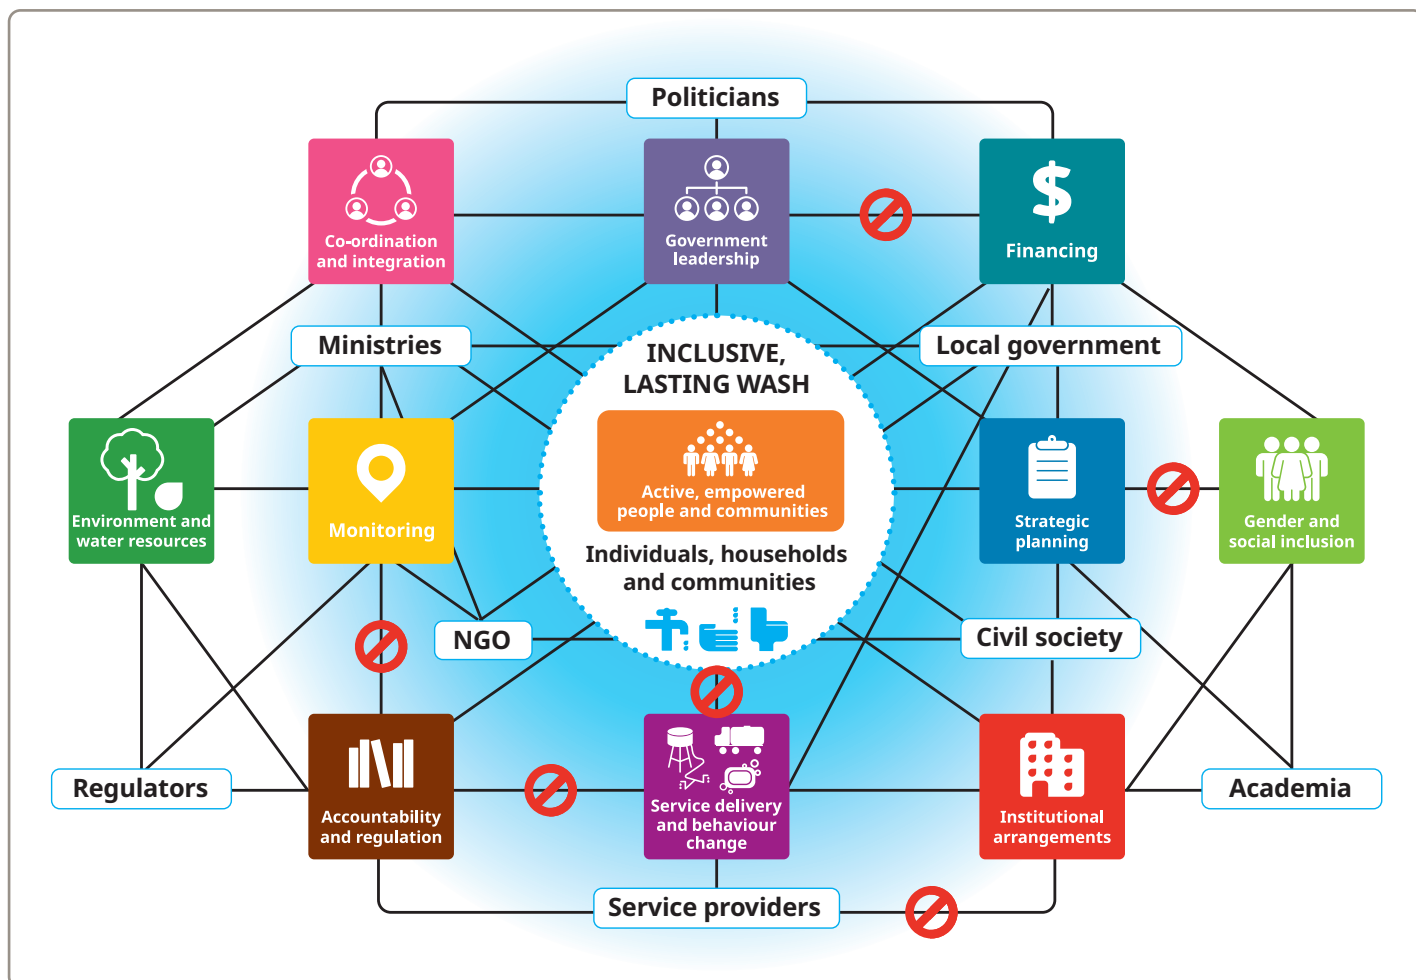 Politicians
Co-ordination
and integration
Government
leadership
$
Financing
Ministries
Local government
INCLUSIVE,
LASTING WASH
Active, empowered
people and communities
Individuals, households
and communities
Environment and
water resources
Monitoring
Strategic
planning
Gender and
social inclusion
NGO
Civil society
Regulators
Accountability
and regulation
Service delivery
and behaviour
change
Institutional
arrangements
Academia
Service providers